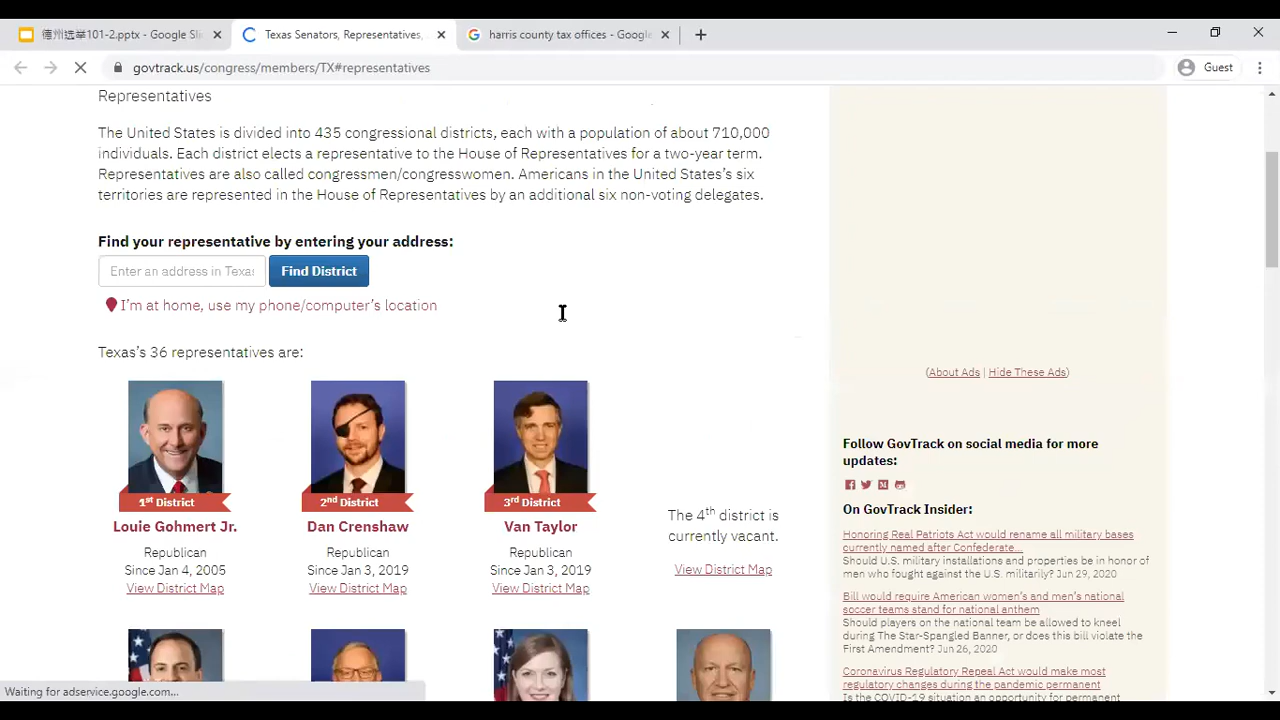 德州选举101-2.pptx - Google Sli
Texas Senators, Representatives,
harris county tax offices - Google
govtrack.us/congress/members/TX#representatives
Guest
Representatives
The United States is divided into 435 congressional districts, each with a population of about 710,000
individuals. Each district elects a representative to the House of Representatives for a two-year term.
Representatives are also called congressmen/congresswomen. Americans in the United States’s six
territories are represented in the House of Representatives by an additional six non-voting delegates.
Find your representative by entering your address:
Enter an address in Texas
Find District
I’m at home, use my phone/computer’s location
Texas’s 36 representatives are:
1st District
2nd District
3rd District
Louie Gohmert Jr.
Dan Crenshaw
Van Taylor
The 4th district is
currently vacant.
Republican
Republican
Republican
Since Jan 4, 2005
Since Jan 3, 2019
Since Jan 3, 2019
View District Map
View District Map
View District Map
View District Map
(About Ads | Hide These Ads)
Follow GovTrack on social media for more
updates:
On GovTrack Insider:
Honoring Real Patriots Act would rename all military bases
currently named after Confederate...
Should U.S. military installations and properties be in honor of
men who fought against the U.S. militarily? Jun 29, 2020
Bill would require American women’s and men’s national
soccer teams stand for national anthem
Should players on the national team be allowed to kneel
during The Star-Spangled Banner, or does this bill violate the
First Amendment? Jun 26, 2020
Coronavirus Regulatory Repeal Act would make most
regulatory changes during the pandemic permanent
Is the COVID-19 situation an opportunity for permanent
Waiting for adservice.google.com...